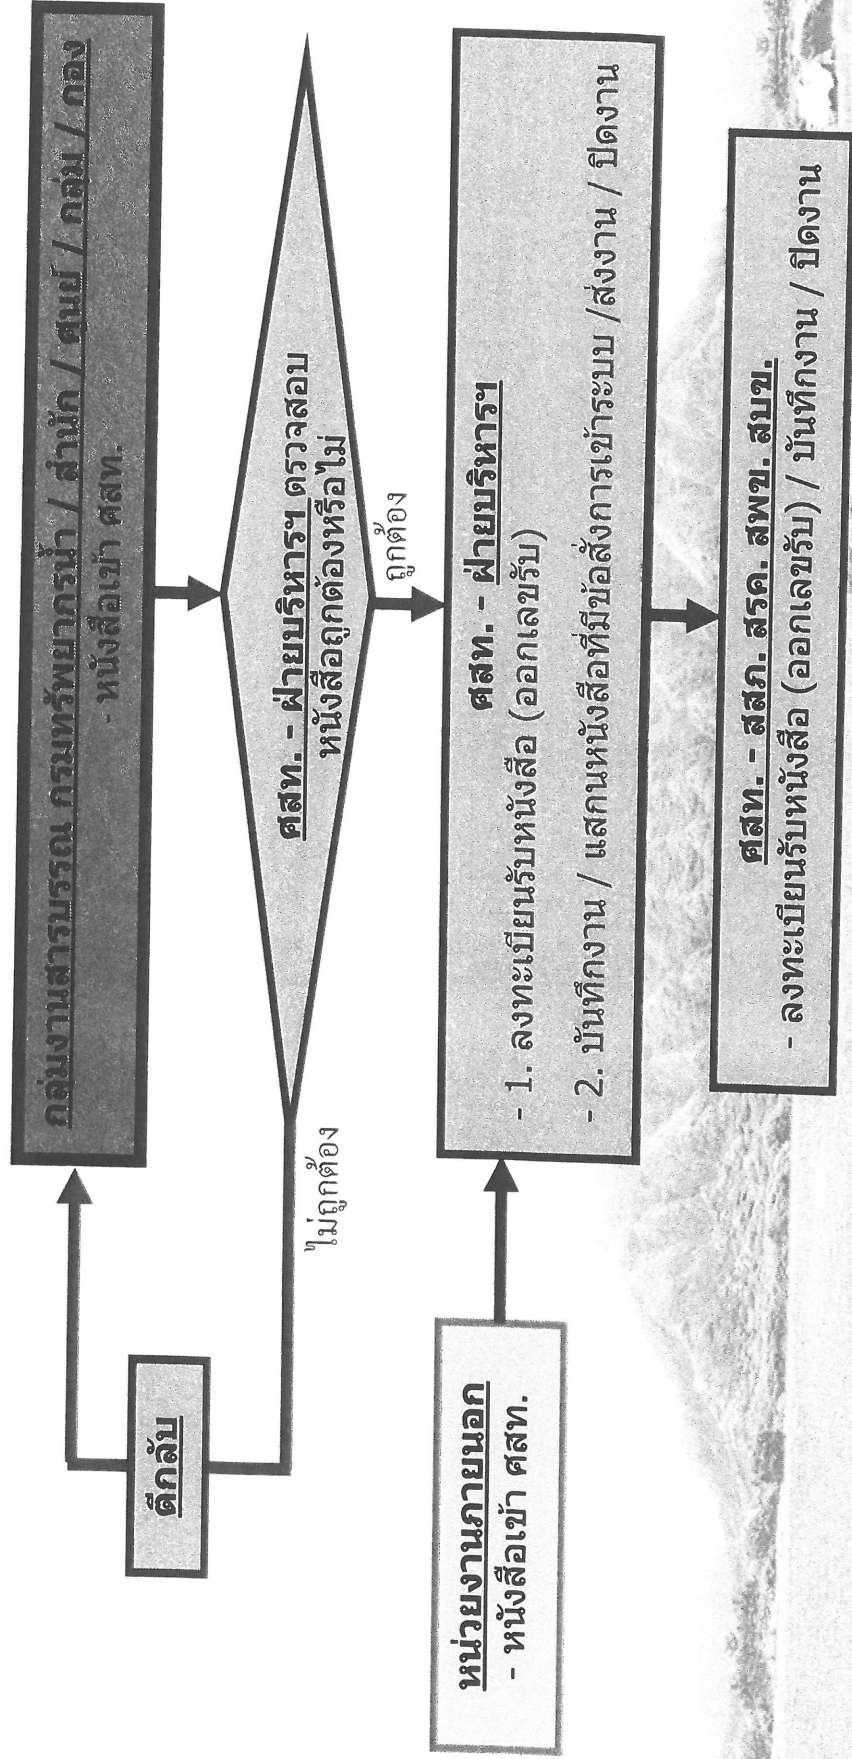 กลุ่มงานสารบรรณ กรมทรัพยากรน้ำ / สำนัก / ศูนย์ / กลุ่ม / กอง
- หนังสือเข้า ศสท.
ตีกลับ
ศสท. - ฝ่ายบริหารฯ ตรวจสอบ
หนังสือถูกต้องหรือไม่
ไม่ถูกต้อง
ถูกต้อง
หน่วยงานภายนอก
- หนังสือเข้า ศสท.
ศสท. - ฝ่ายบริหารฯ
- 1. ลงทะเบียนรับหนังสือ (ออกเลขรับ)
- 2. บันทึกงาน / แสกนหนังสือที่มีข้อสั่งการเข้าระบบ /ส่งงาน / ปิดงาน
ศสท. - สสภ. สรค. สพข. สบข.
- ลงทะเบียนรับหนังสือ (ออกเลขรับ) / บันทึกงาน / ปิดงาน